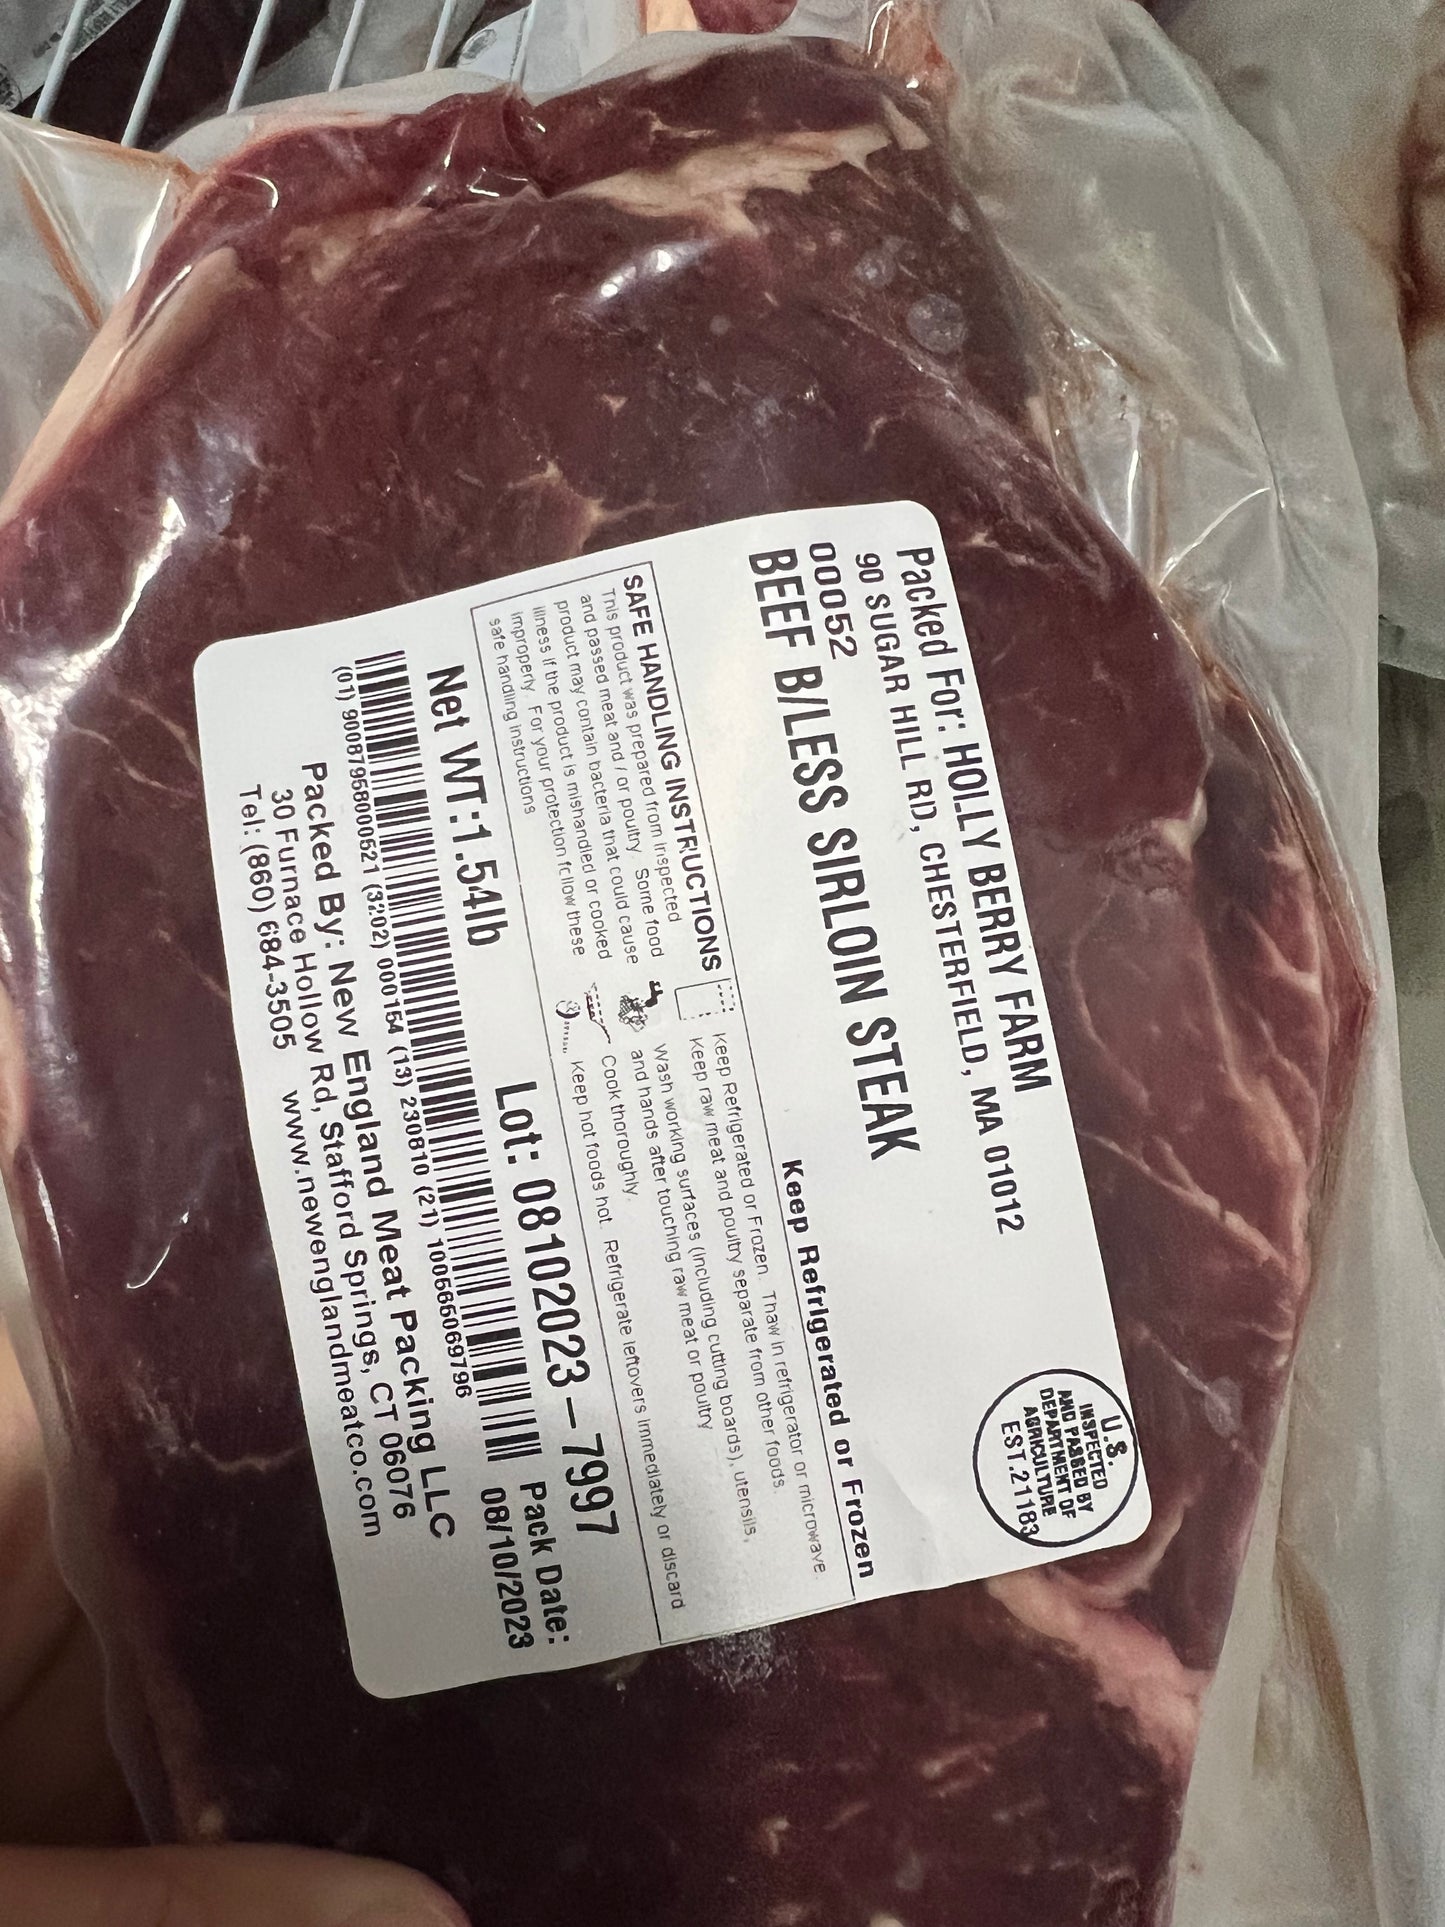 Packed For: HOLLY BERRY FARM
90 SUGAR HILL RD, CHESTERFIELD, MA 01012
00052
BEEF B/LESS SIRLOIN STEAK
U.S.
INSPECTED
AND PASSED BY
DEPARTMENT OF
AGRICULTURE
EST.21183
Keep Refrigerated or Frozen
SAFE HANDLING INSTRUCTIONS
This product was prepared from inspected
and passed meat and / or poultry. Some food
product may contain bacteria that could cause
illness if the product is mishandled or cooked
improperly. For your protection follow these
safe handling instructions.
Keep Refrigerated or Frozen. Thaw in refrigerator or microwave.
Keep raw meat and poultry separate from other foods.
Wash working surfaces (including cutting boards), utensils,
and hands after touching raw meat or poultry
Cook thoroughly.
Keep hot foods hot. Refrigerate leftovers immediately or discard
Net WT:1.54lb
Lot: 08102023-7997
(01) 90087958000521 (3202) 000154 (13) 230810 (21) 100565069796
Pack Date:
08/10/2023
Packed By: New England Meat Packing LLC
30 Furnace Hollow Rd, Stafford Springs, CT 06076
Tel: (860) 684-3505 www.newenglandmeatco.com